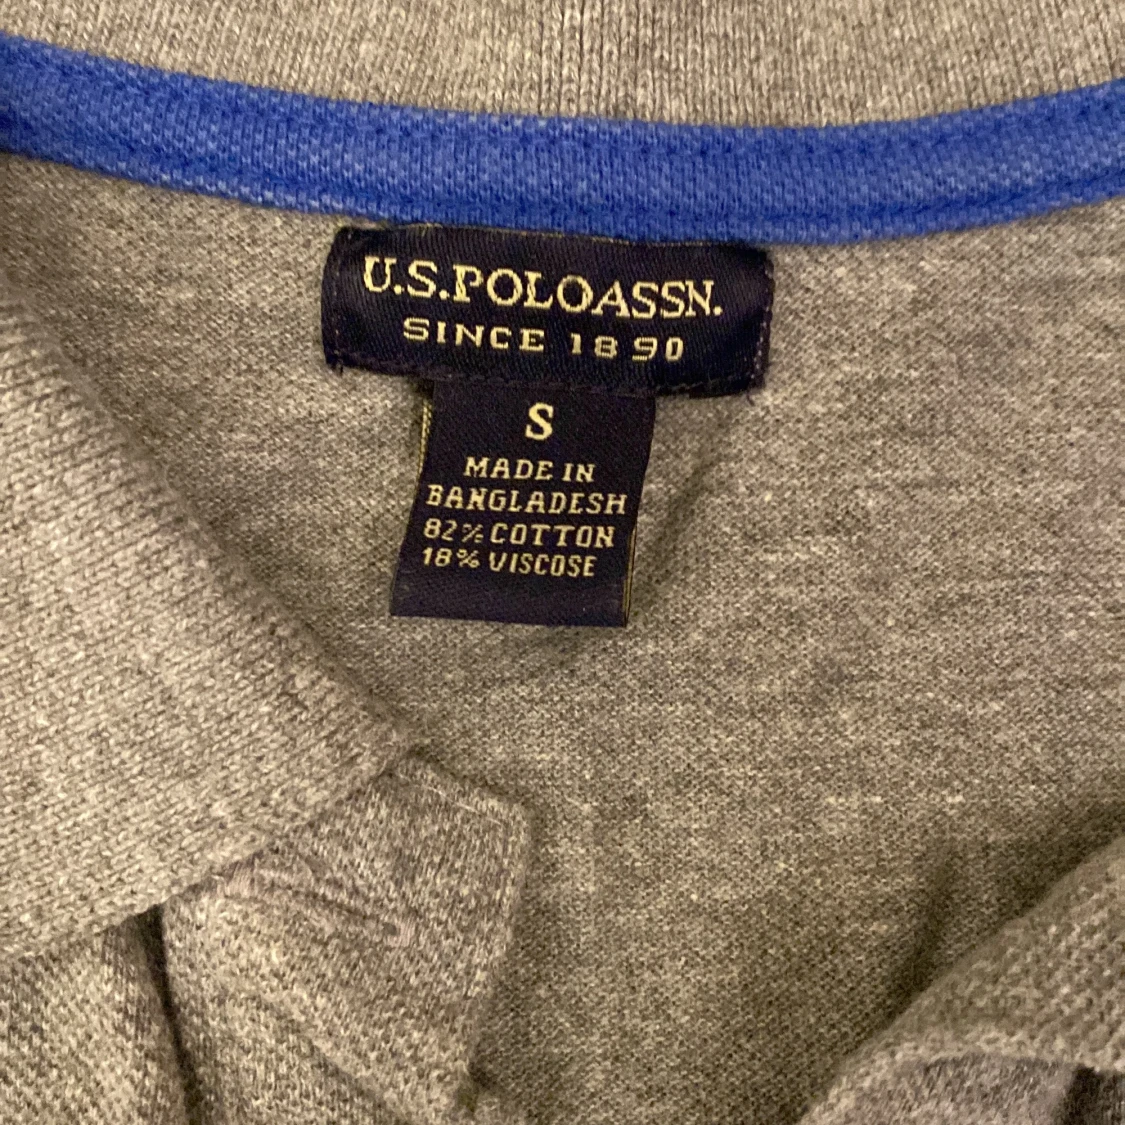 U.S.POLOASSN.
SINCE 1890
S
MADE IN
BANGLADESH
82% COTTON
18% VISCOSE